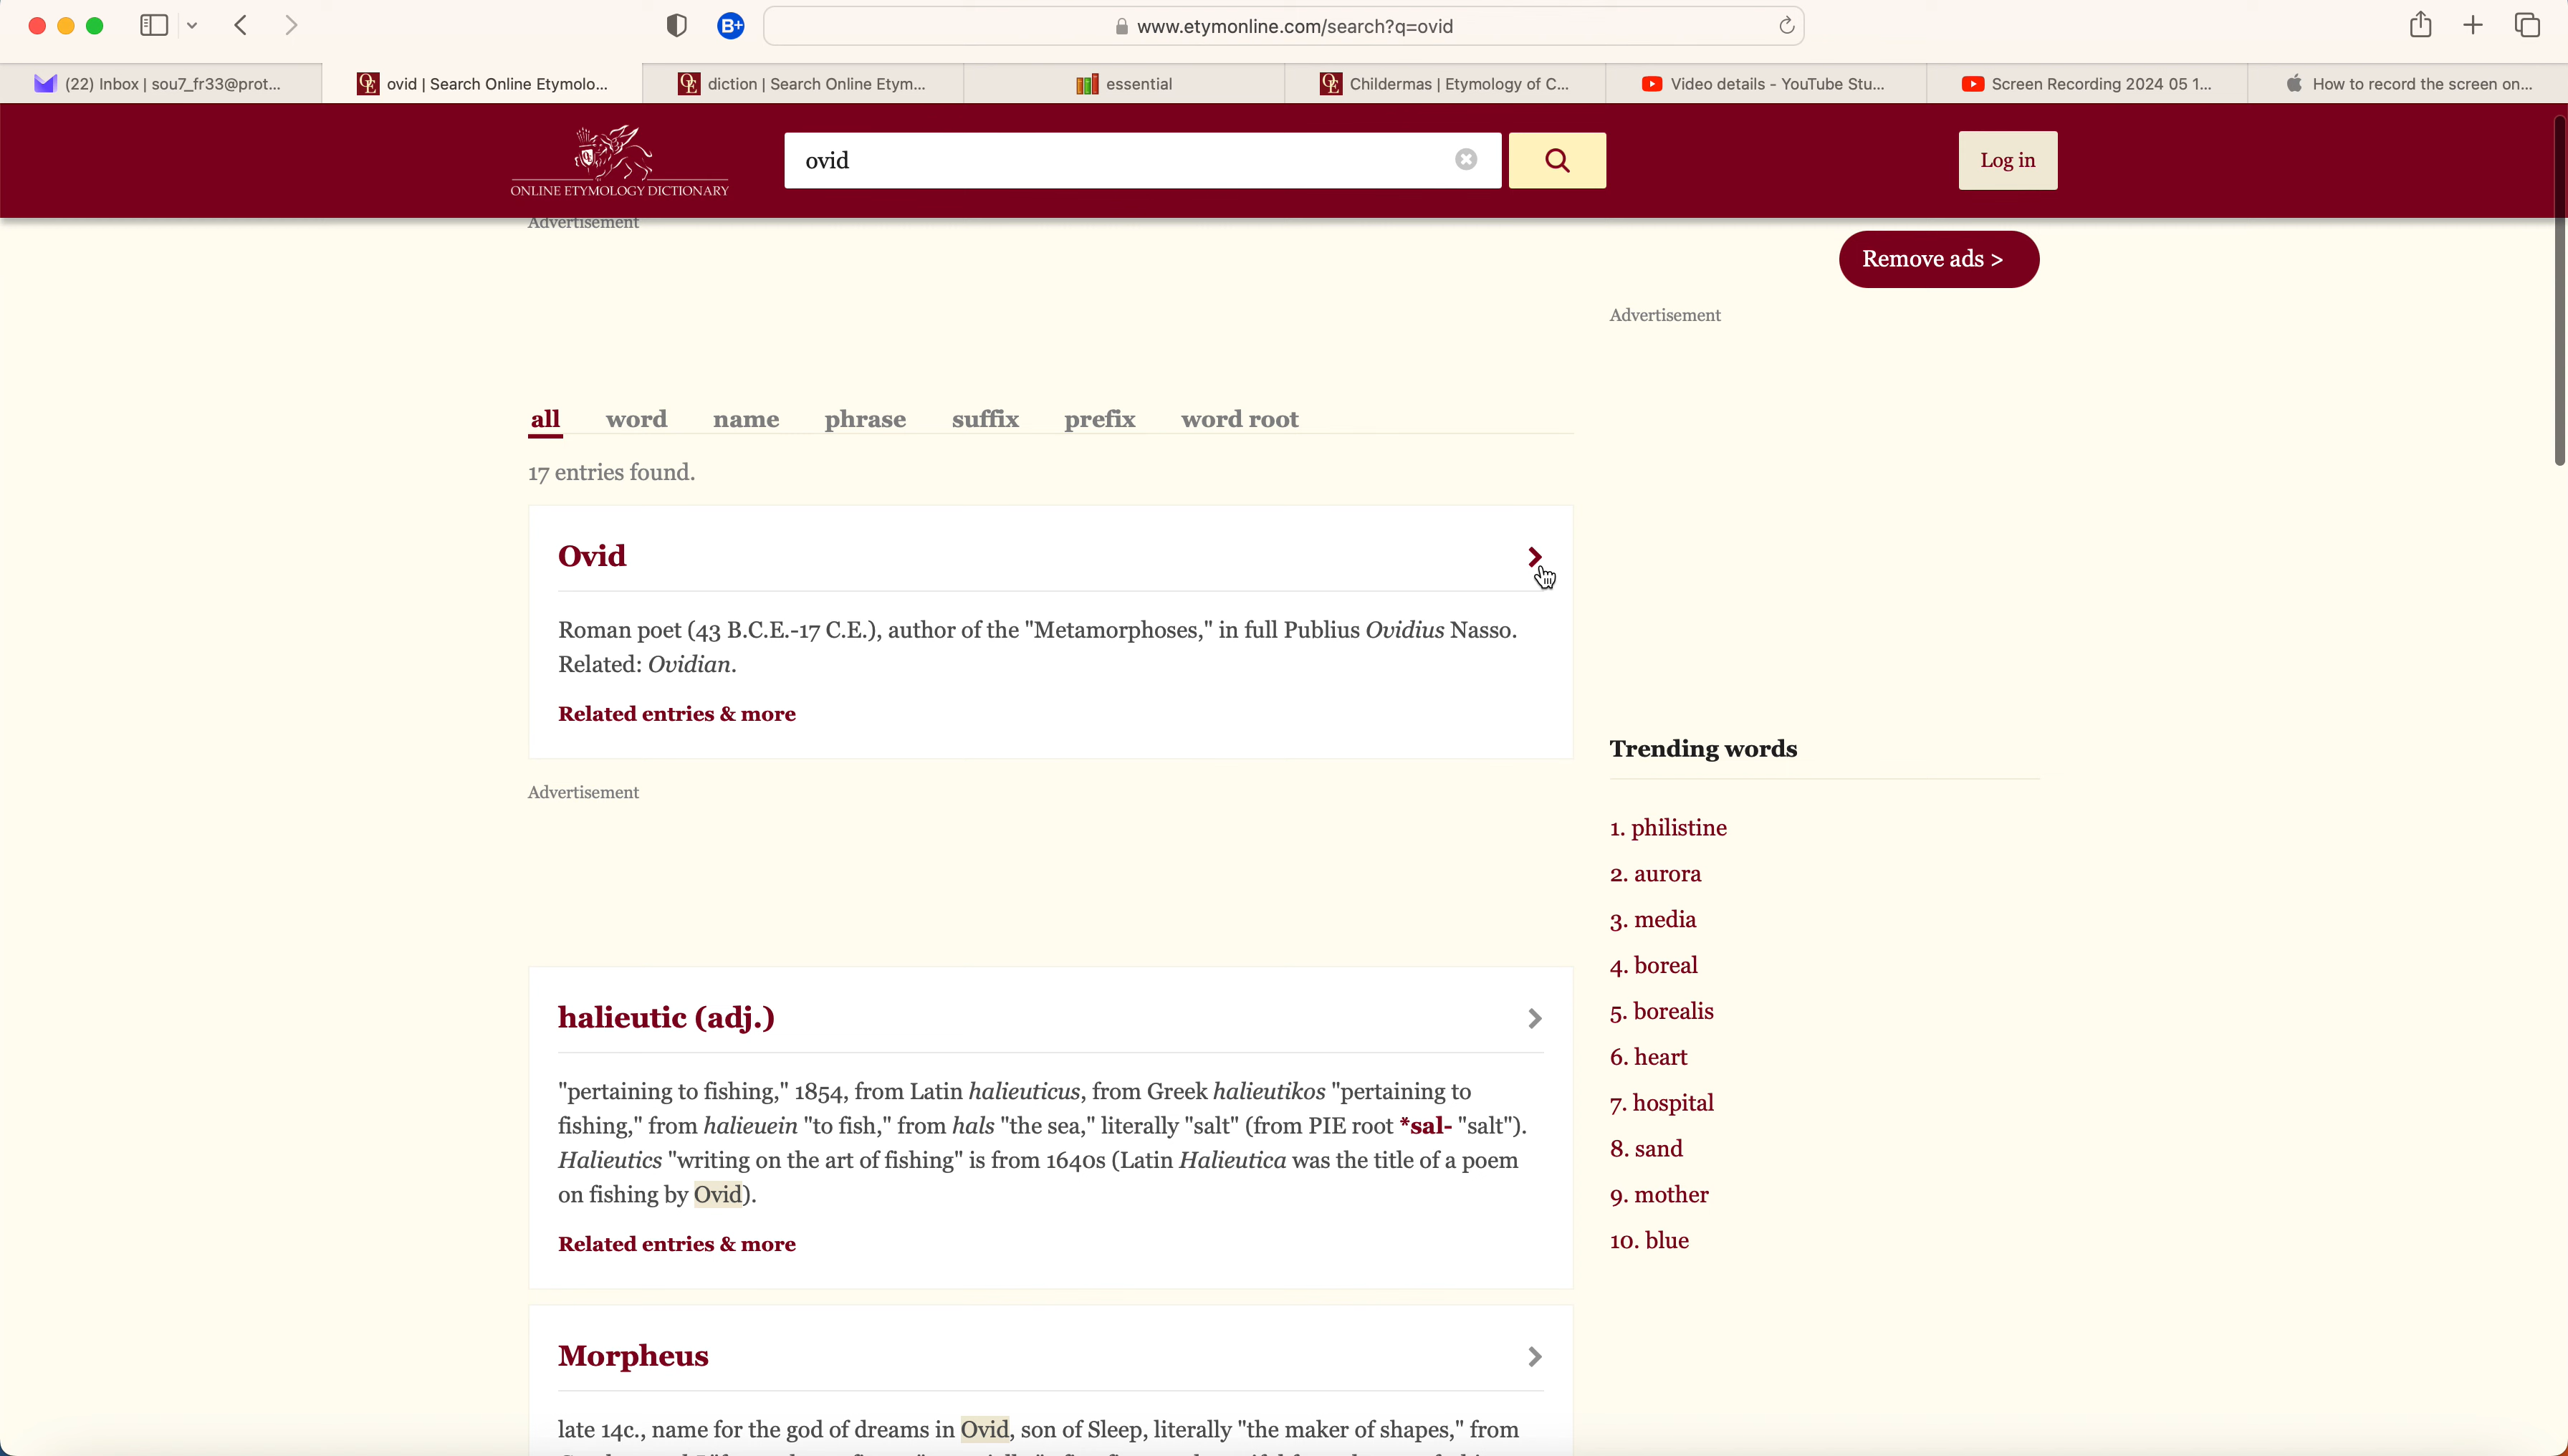 www.etymonline.com/search?q=ovid
(22) Inbox | sou7_fr33@prot...
ovid | Search Online Etymolo...
diction | Search Online Etym...
essential
Childermas | Etymology of C...
Video details - YouTube Stu...
Screen Recording 2024 05 1...
How to record the screen on...
B+
ONLINE ETYMOLOGY DICTIONARY
ovid
Log in
Advertisement
Remove ads >
Advertisement
all word name phrase suffix prefix word root
17 entries found.
Ovid
Roman poet (43 B.C.E.-17 C.E.), author of the "Metamorphoses," in full Publius Ovidius Nasso.
Related: Ovidian.
Related entries & more
Advertisement
halieutic (adj.)
"pertaining to fishing," 1854, from Latin halieuticus, from Greek halieutikos "pertaining to
fishing," from halieuein "to fish," from hals "the sea," literally "salt" (from PIE root *sal- "salt").
Halieutics "writing on the art of fishing" is from 1640s (Latin Halieutica was the title of a poem
on fishing by Ovid).
Related entries & more
Morpheus
late 14c., name for the god of dreams in Ovid, son of Sleep, literally "the maker of shapes," from
Trending words
1. philistine
2. aurora
3. media
4. boreal
5. borealis
6. heart
7. hospital
8. sand
9. mother
10. blue